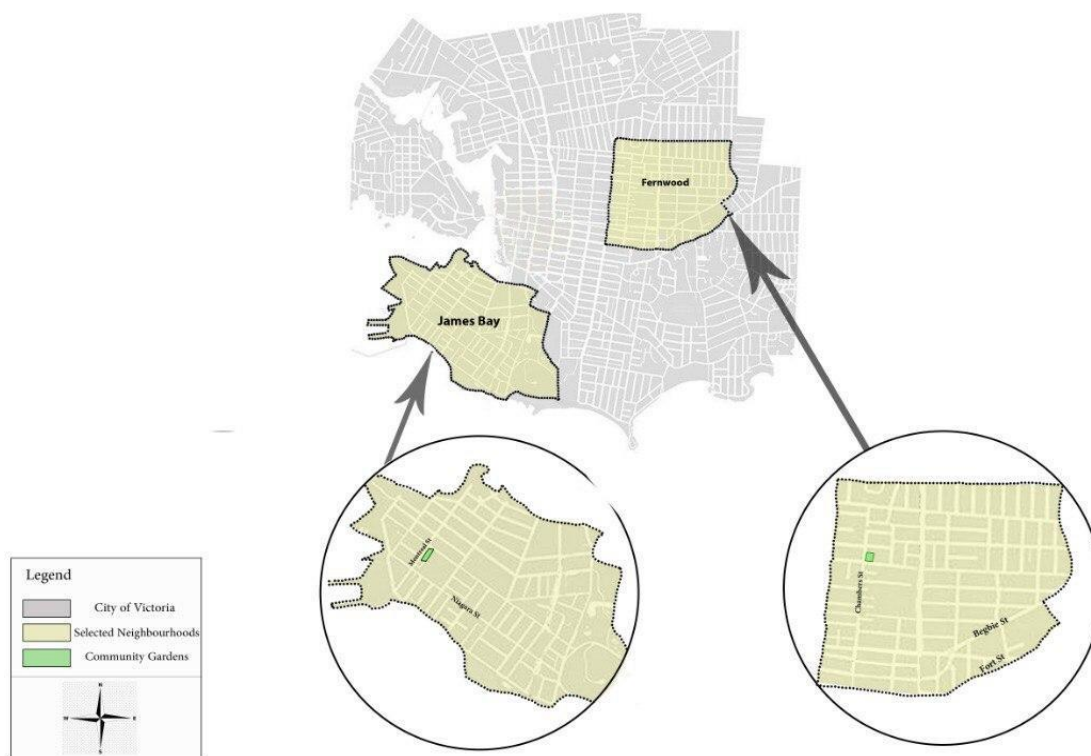 Fernwood
James Bay
Montreal St
Niagara St
Chambers St
Begbie St
Fort St
Legend
City of Victoria
Selected Neighbourhoods
Community Gardens
N
W
E
S